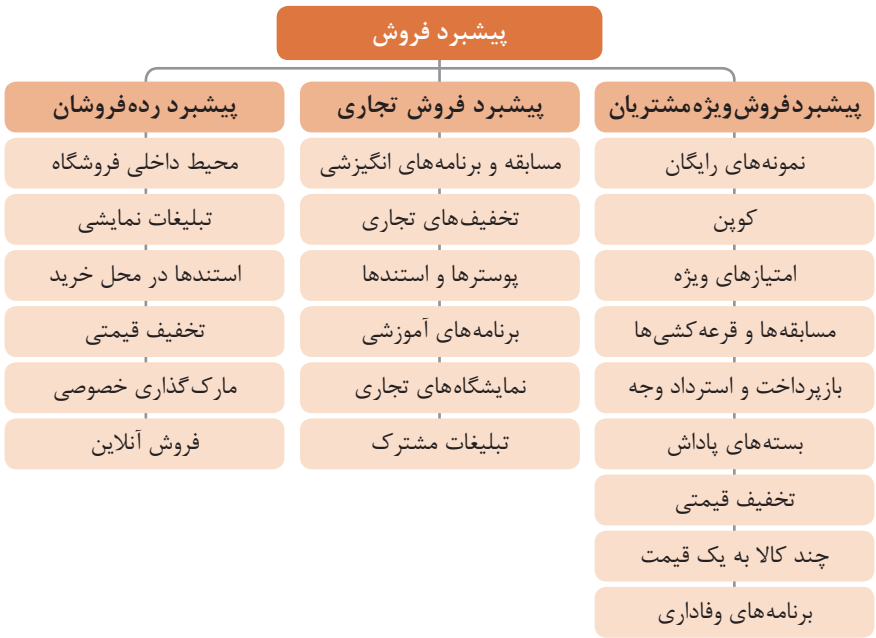 پیشبرد فروش
پیشبردفروش‌ویژه‌مشتریان
نمونه‌های رایگان
کوپن
امتیازهای ویژه
مسابقه‌ها و قرعه‌کشی‌ها
بازپرداخت و استرداد وجه
بسته‌های پاداش
تخفیف قیمتی
چند کالا به یک قیمت
برنامه‌های وفاداری
پیشبرد فروش تجاری
مسابقه و برنامه‌های انگیزشی
تخفیف‌های تجاری
پوسترها و استندها
برنامه‌های آموزشی
نمایشگاه‌های تجاری
تبلیغات مشترک
پیشبرد رده‌فروشان
محیط داخلی فروشگاه
تبلیغات نمایشی
استندها در محل خرید
تخفیف قیمتی
مارک‌گذاری خصوصی
فروش آنلاین